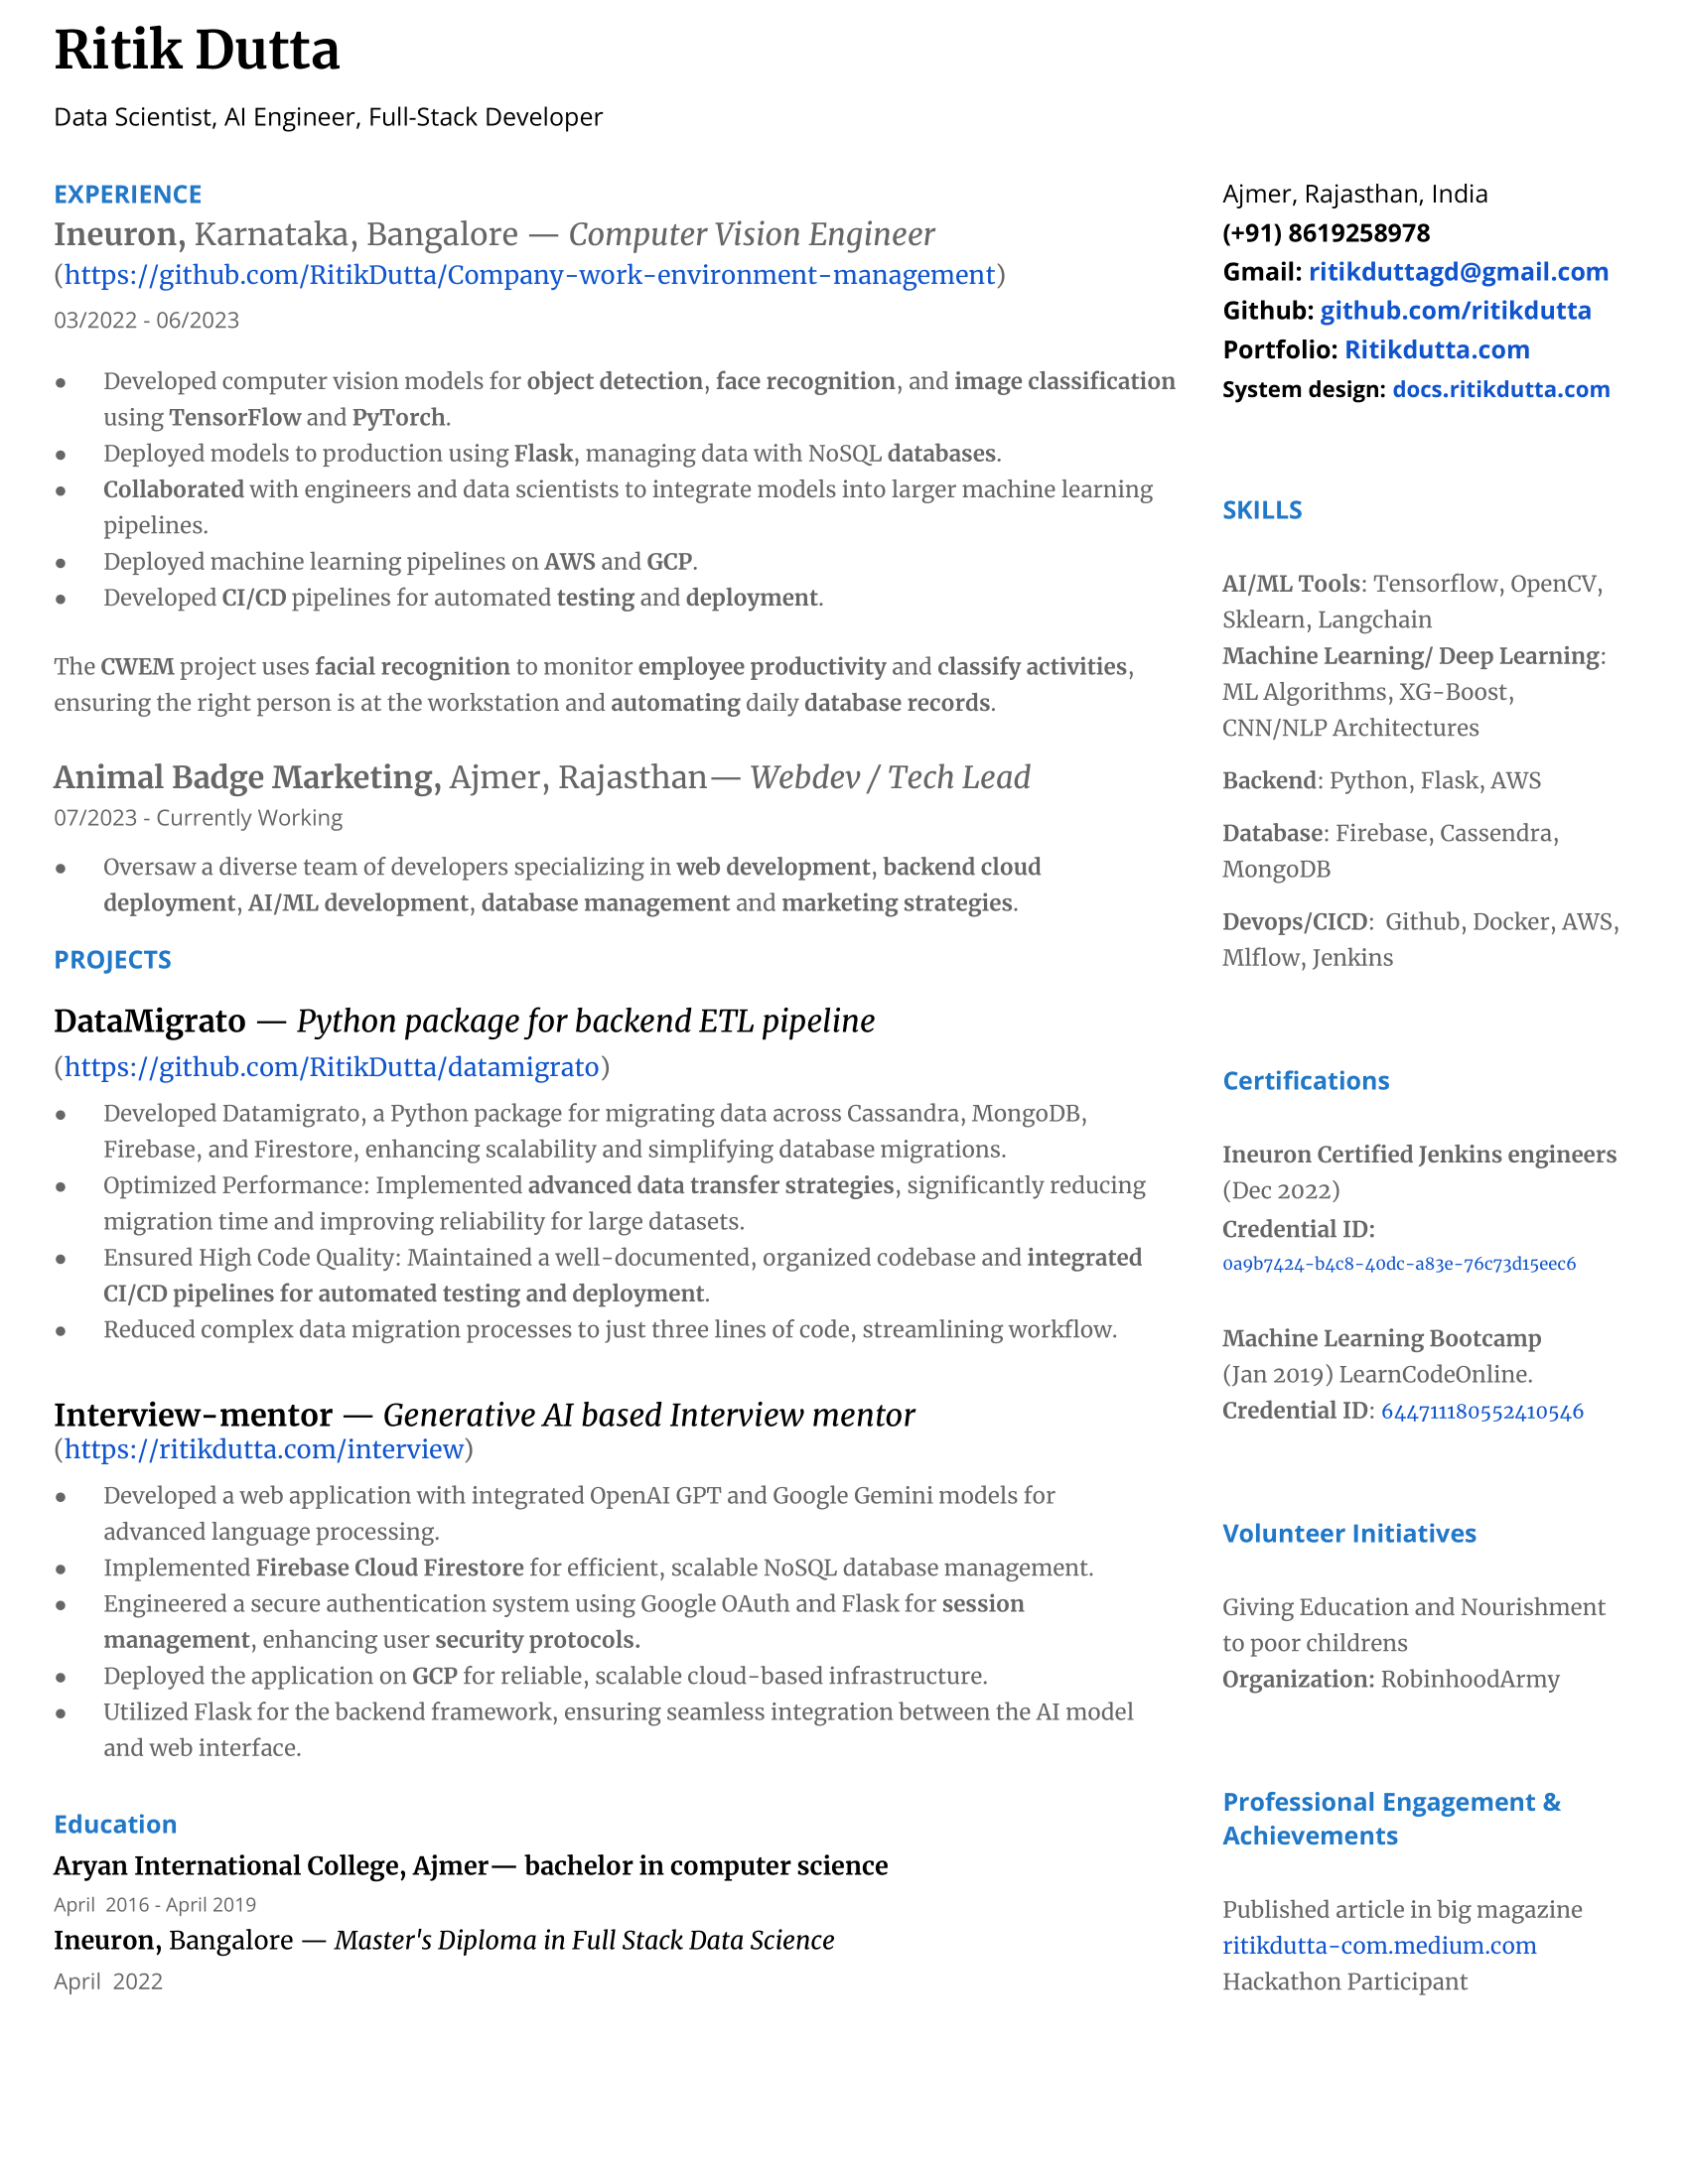 Ritik Dutta
Data Scientist, AI Engineer, Full-Stack Developer
EXPERIENCE
Ineuron, Karnataka, Bangalore — Computer Vision Engineer
(https://github.com/RitikDutta/Company-work-environment-management)
03/2022 - 06/2023
● Developed computer vision models for object detection, face recognition, and image classification
using TensorFlow and PyTorch.
● Deployed models to production using Flask, managing data with NoSQL databases.
● Collaborated with engineers and data scientists to integrate models into larger machine learning
pipelines.
● Deployed machine learning pipelines on AWS and GCP.
● Developed CI/CD pipelines for automated testing and deployment.
The CWEM project uses facial recognition to monitor employee productivity and classify activities,
ensuring the right person is at the workstation and automating daily database records.
Animal Badge Marketing, Ajmer, Rajasthan— Webdev / Tech Lead
07/2023 - Currently Working
● Oversaw a diverse team of developers specializing in web development, backend cloud
deployment, AI/ML development, database management and marketing strategies.
PROJECTS
DataMigrato — Python package for backend ETL pipeline
(https://github.com/RitikDutta/datamigrato)
● Developed Datamigrato, a Python package for migrating data across Cassandra, MongoDB,
Firebase, and Firestore, enhancing scalability and simplifying database migrations.
● Optimized Performance: Implemented advanced data transfer strategies, significantly reducing
migration time and improving reliability for large datasets.
● Ensured High Code Quality: Maintained a well-documented, organized codebase and integrated
CI/CD pipelines for automated testing and deployment.
● Reduced complex data migration processes to just three lines of code, streamlining workflow.
Interview-mentor — Generative AI based Interview mentor
(https://ritikdutta.com/interview)
● Developed a web application with integrated OpenAI GPT and Google Gemini models for
advanced language processing.
● Implemented Firebase Cloud Firestore for efficient, scalable NoSQL database management.
● Engineered a secure authentication system using Google OAuth and Flask for session
management, enhancing user security protocols.
● Deployed the application on GCP for reliable, scalable cloud-based infrastructure.
● Utilized Flask for the backend framework, ensuring seamless integration between the AI model
and web interface.
Education
Aryan International College, Ajmer— bachelor in computer science
April 2016 - April 2019
Ineuron, Bangalore — Master's Diploma in Full Stack Data Science
April 2022
Ajmer, Rajasthan, India
(+91) 8619258978
Gmail: ritikduttagd@gmail.com
Github: github.com/ritikdutta
Portfolio: Ritikdutta.com
System design: docs.ritikdutta.com
SKILLS
AI/ML Tools: Tensorflow, OpenCV,
Sklearn, Langchain
Machine Learning/ Deep Learning:
ML Algorithms, XG-Boost,
CNN/NLP Architectures
Backend: Python, Flask, AWS
Database: Firebase, Cassendra,
MongoDB
Devops/CICD: Github, Docker, AWS,
Mlflow, Jenkins
Certifications
Ineuron Certified Jenkins engineers
(Dec 2022)
Credential ID:
0a9b7424-b4c8-40dc-a83e-76c73d15eec6
Machine Learning Bootcamp
(Jan 2019) LearnCodeOnline.
Credential ID: 644711180552410546
Volunteer Initiatives
Giving Education and Nourishment
to poor childrens
Organization: RobinhoodArmy
Professional Engagement &
Achievements
Published article in big magazine
ritikdutta-com.medium.com
Hackathon Participant